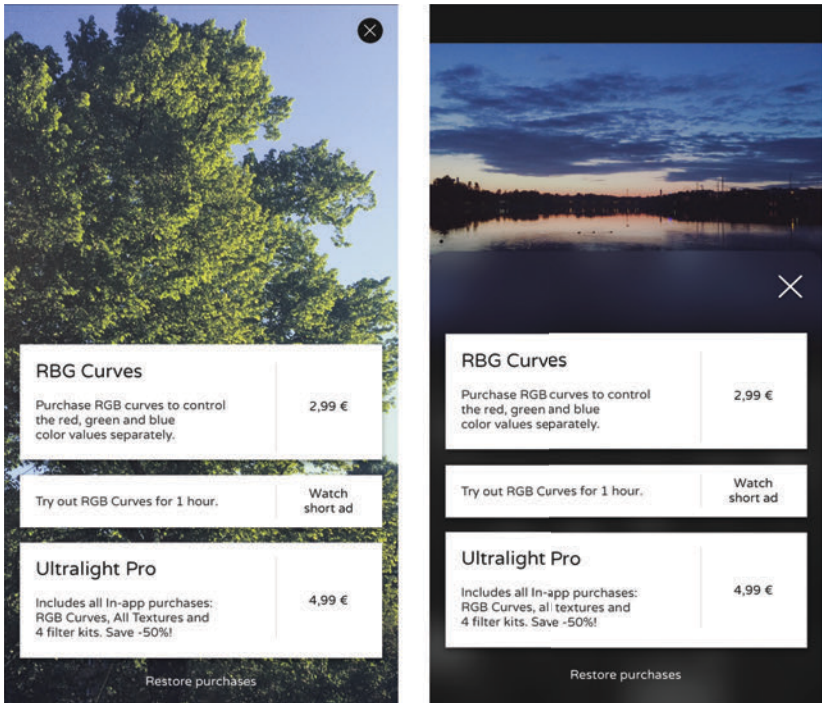 RBG Curves
Purchase RGB curves to control
the red, green and blue
color values separately.
2,99 €
Try out RGB Curves for 1 hour.
Watch
short ad
Ultralight Pro
Includes all In-app purchases:
RGB Curves, All Textures and
4 filter kits. Save -50%!
4,99 €
Restore purchases
RBG Curves
Purchase RGB curves to control
the red, green and blue
color values separately.
2,99 €
Try out RGB Curves for 1 hour.
Watch
short ad
Ultralight Pro
Includes all In-app purchases:
RGB Curves, all textures and
4 filter kits. Save -50%!
4,99 €
Restore purchases